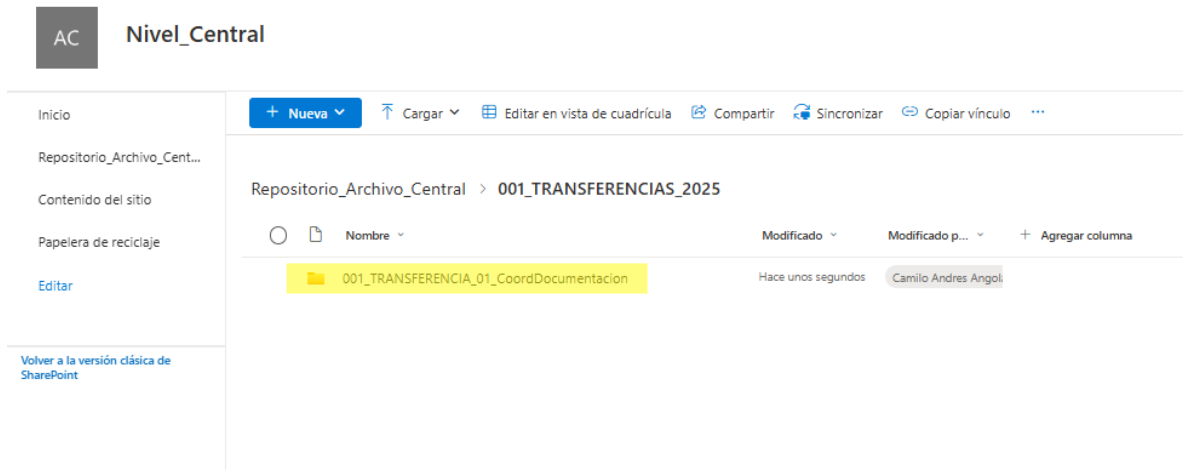 AC
Nivel_Central
Inicio
Repositorio_Archivo_Cent...
Contenido del sitio
Papelera de reciclaje
Editar
Volver a la versión clásica de
SharePoint
+ Nueva
Cargar
Editar en vista de cuadrícula
Compartir
Sincronizar
Copiar vínculo
...
Repositorio_Archivo_Central > 001_TRANSFERENCIAS_2025
Nombre
Modificado
Modificado p...
+ Agregar columna
001_TRANSFERENCIA_01_CoordDocumentacion
Hace unos segundos
Camilo Andres Angol